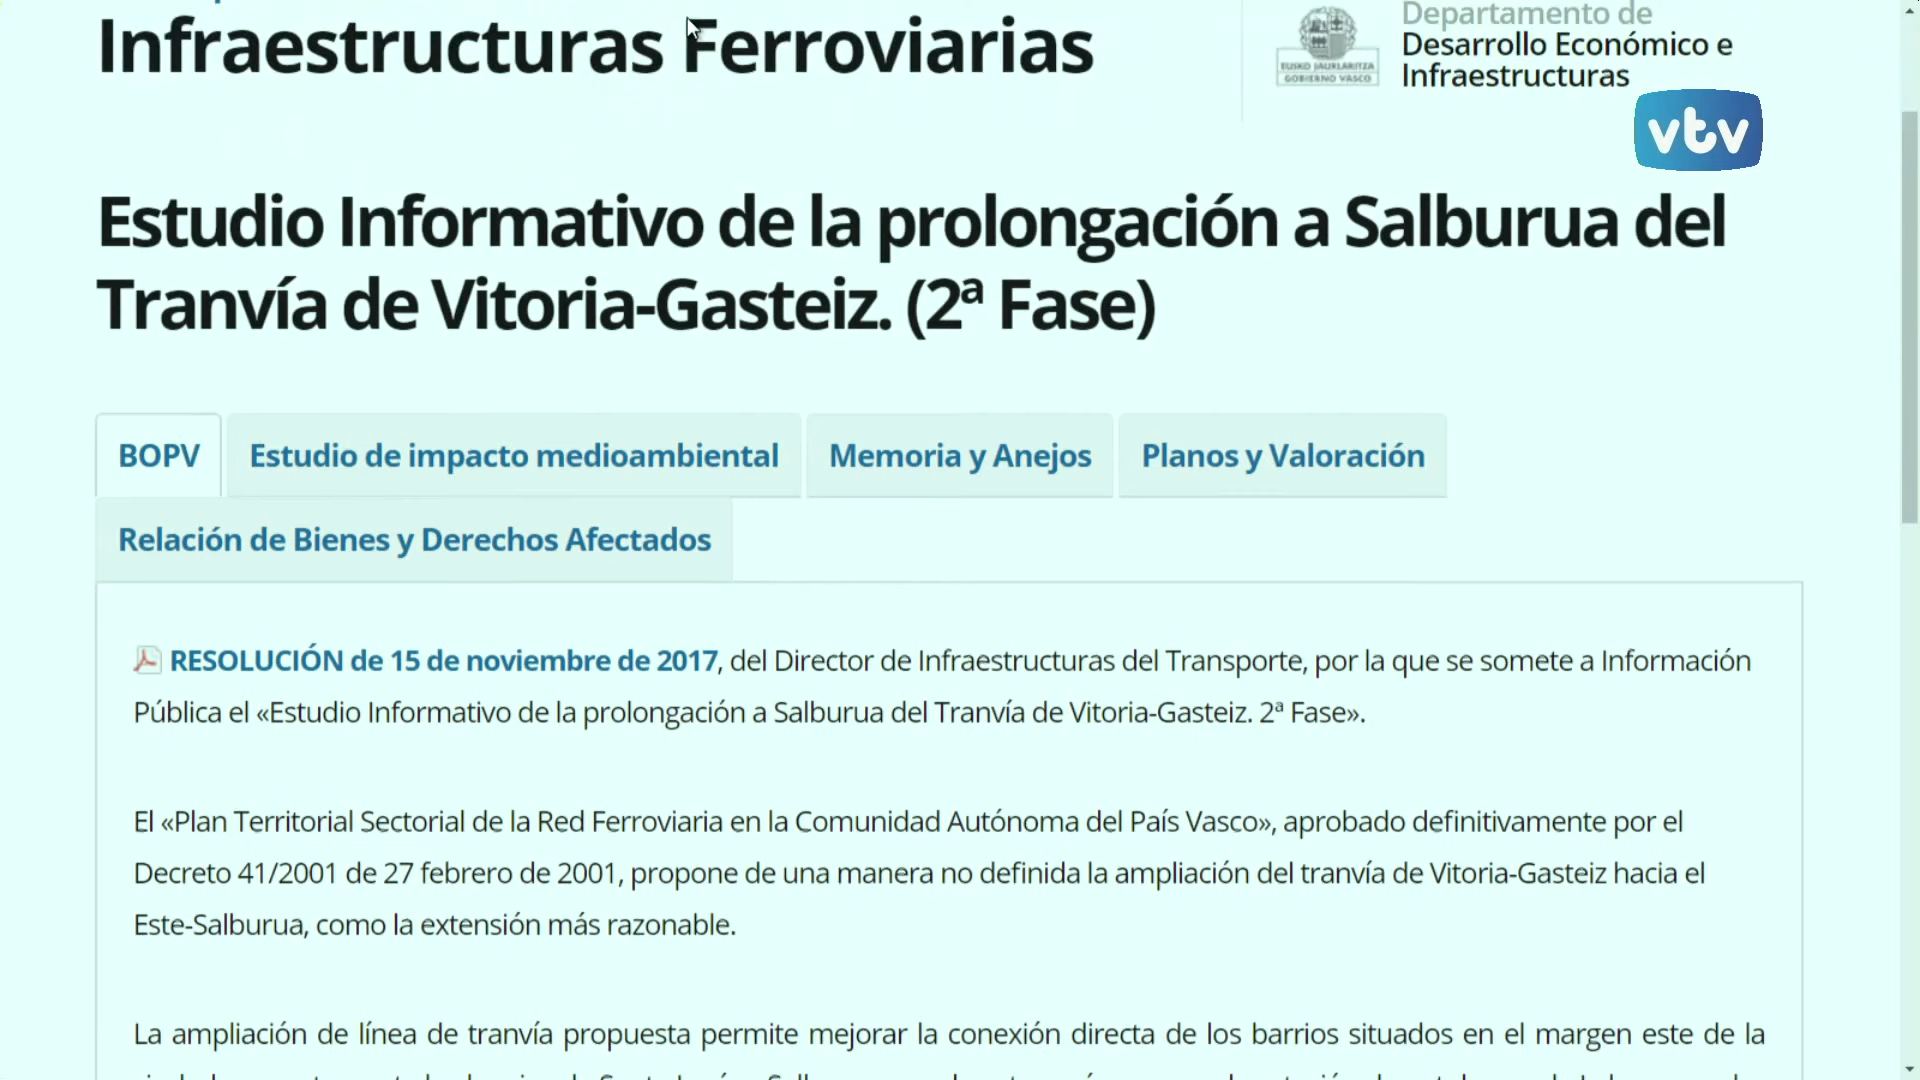 Infraestructuras Ferroviarias
EUSKO JAURLARITZA
GOBIERNO VASCO
Departamento de
Desarrollo Económico e
Infraestructuras
vtv
Estudio Informativo de la prolongación a Salburua del
Tranvía de Vitoria-Gasteiz. (2ª Fase)
BOPV
Estudio de impacto medioambiental
Memoria y Anejos
Planos y Valoración
Relación de Bienes y Derechos Afectados
RESOLUCIÓN de 15 de noviembre de 2017, del Director de Infraestructuras del Transporte, por la que se somete a Información
Pública el «Estudio Informativo de la prolongación a Salburua del Tranvía de Vitoria-Gasteiz. 2ª Fase».
El «Plan Territorial Sectorial de la Red Ferroviaria en la Comunidad Autónoma del País Vasco», aprobado definitivamente por el
Decreto 41/2001 de 27 febrero de 2001, propone de una manera no definida la ampliación del tranvía de Vitoria-Gasteiz hacia el
Este-Salburua, como la extensión más razonable.
La ampliación de línea de tranvía propuesta permite mejorar la conexión directa de los barrios situados en el margen este de la